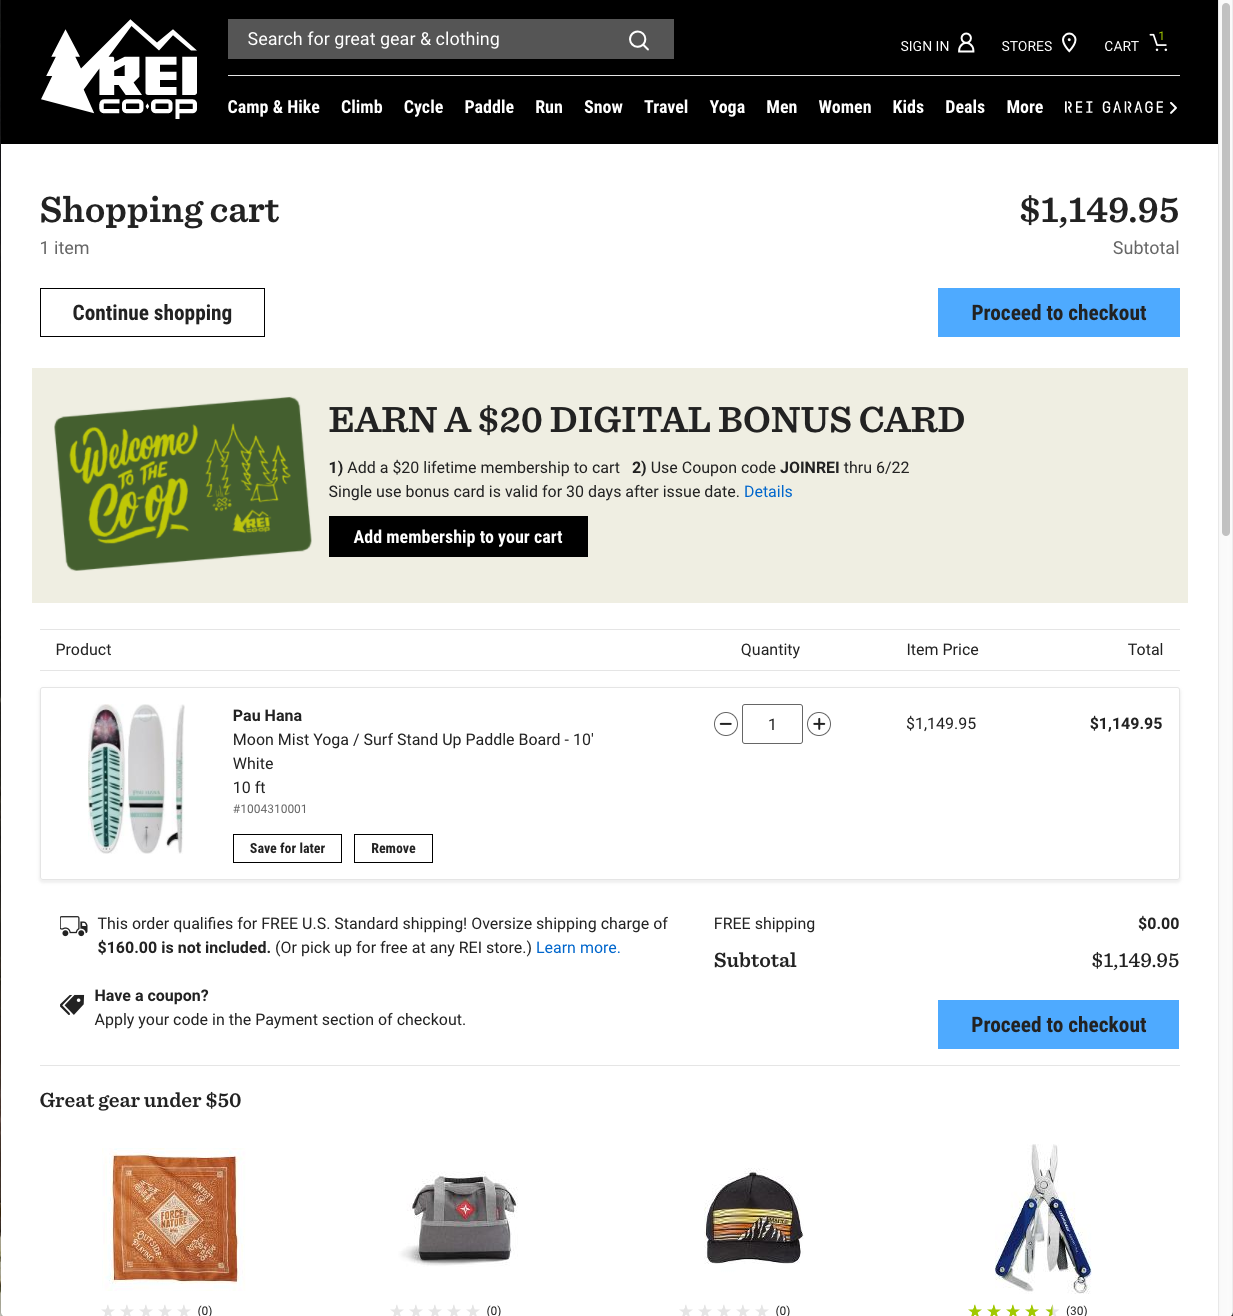 REI
CO·OP
Search for great gear & clothing
SIGN IN
STORES
CART 1
Camp & Hike Climb Cycle Paddle Run Snow Travel Yoga Men Women Kids Deals More REI GARAGE
Shopping cart
$1,149.95
1 item
Subtotal
Continue shopping
Proceed to checkout
Welcome
TO THE
Co-op
REI
CO·OP
EARN A $20 DIGITAL BONUS CARD
1) Add a $20 lifetime membership to cart 2) Use Coupon code JOINREI thru 6/22
Single use bonus card is valid for 30 days after issue date. Details
Add membership to your cart
Product Quantity Item Price Total
Pau Hana
Moon Mist Yoga / Surf Stand Up Paddle Board - 10'
White
10 ft
#1004310001
1
$1,149.95
$1,149.95
Save for later
Remove
This order qualifies for FREE U.S. Standard shipping! Oversize shipping charge of
$160.00 is not included. (Or pick up for free at any REI store.) Learn more.
FREE shipping $0.00
Subtotal $1,149.95
Have a coupon?
Apply your code in the Payment section of checkout.
Proceed to checkout
Great gear under $50
FORCE OF
NATURE
OUTSIDE
PLAYING
(0)
(0)
(0)
(30)